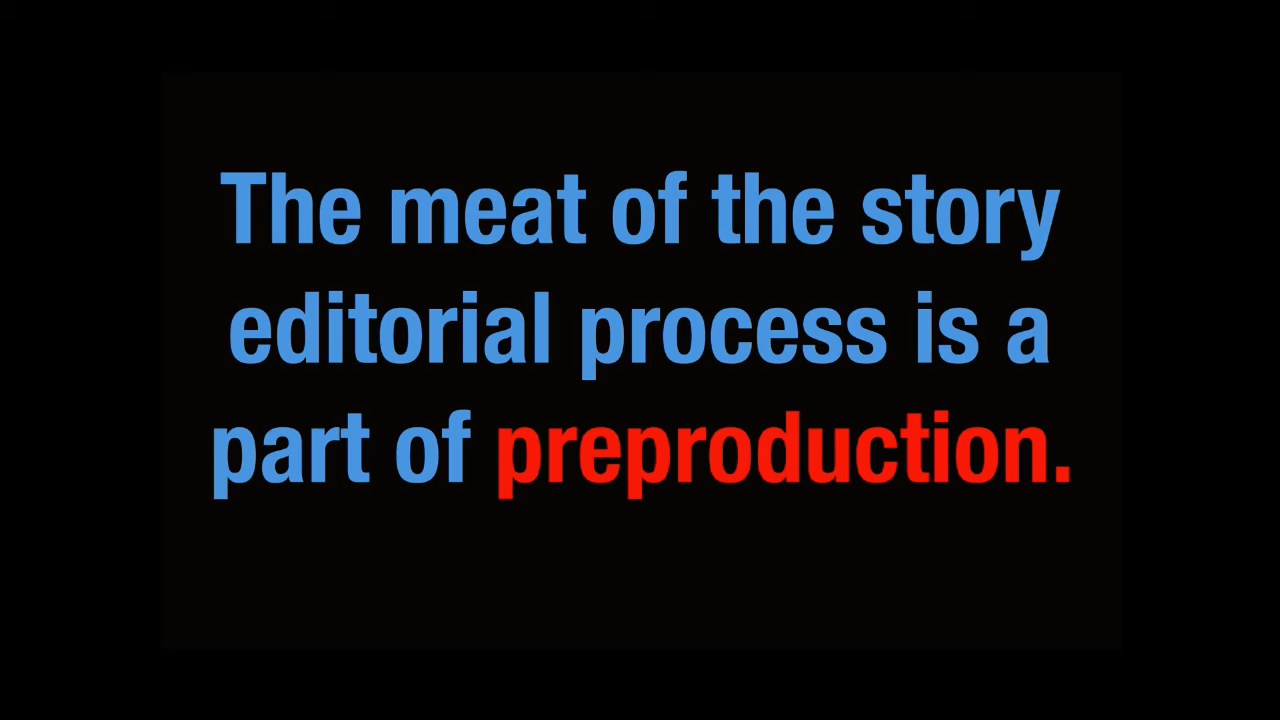 The meat of the story
editorial process is a
part of preproduction.